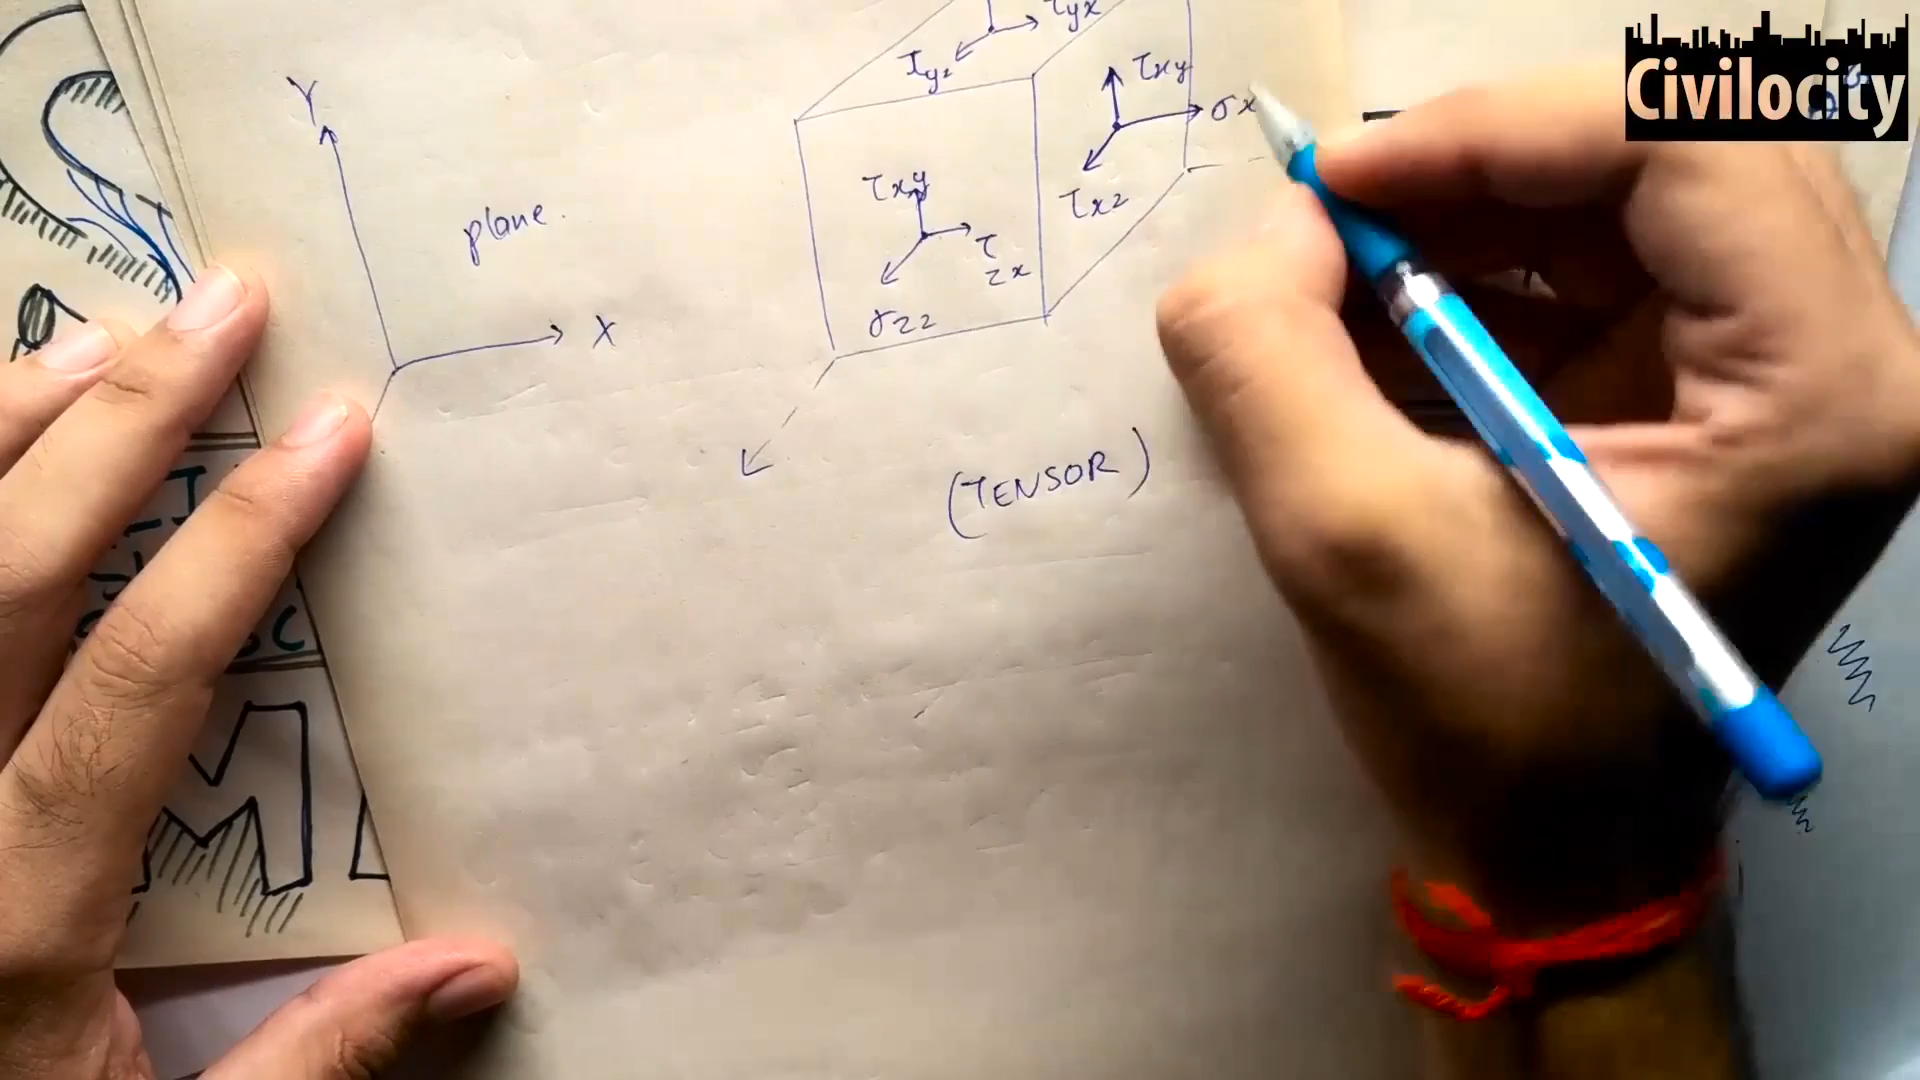 Civilocity
τyx
τyz
τxy
σx
Y
τxy
τxz
plane.
τ
zx
X
σzz
(TENSOR)
M